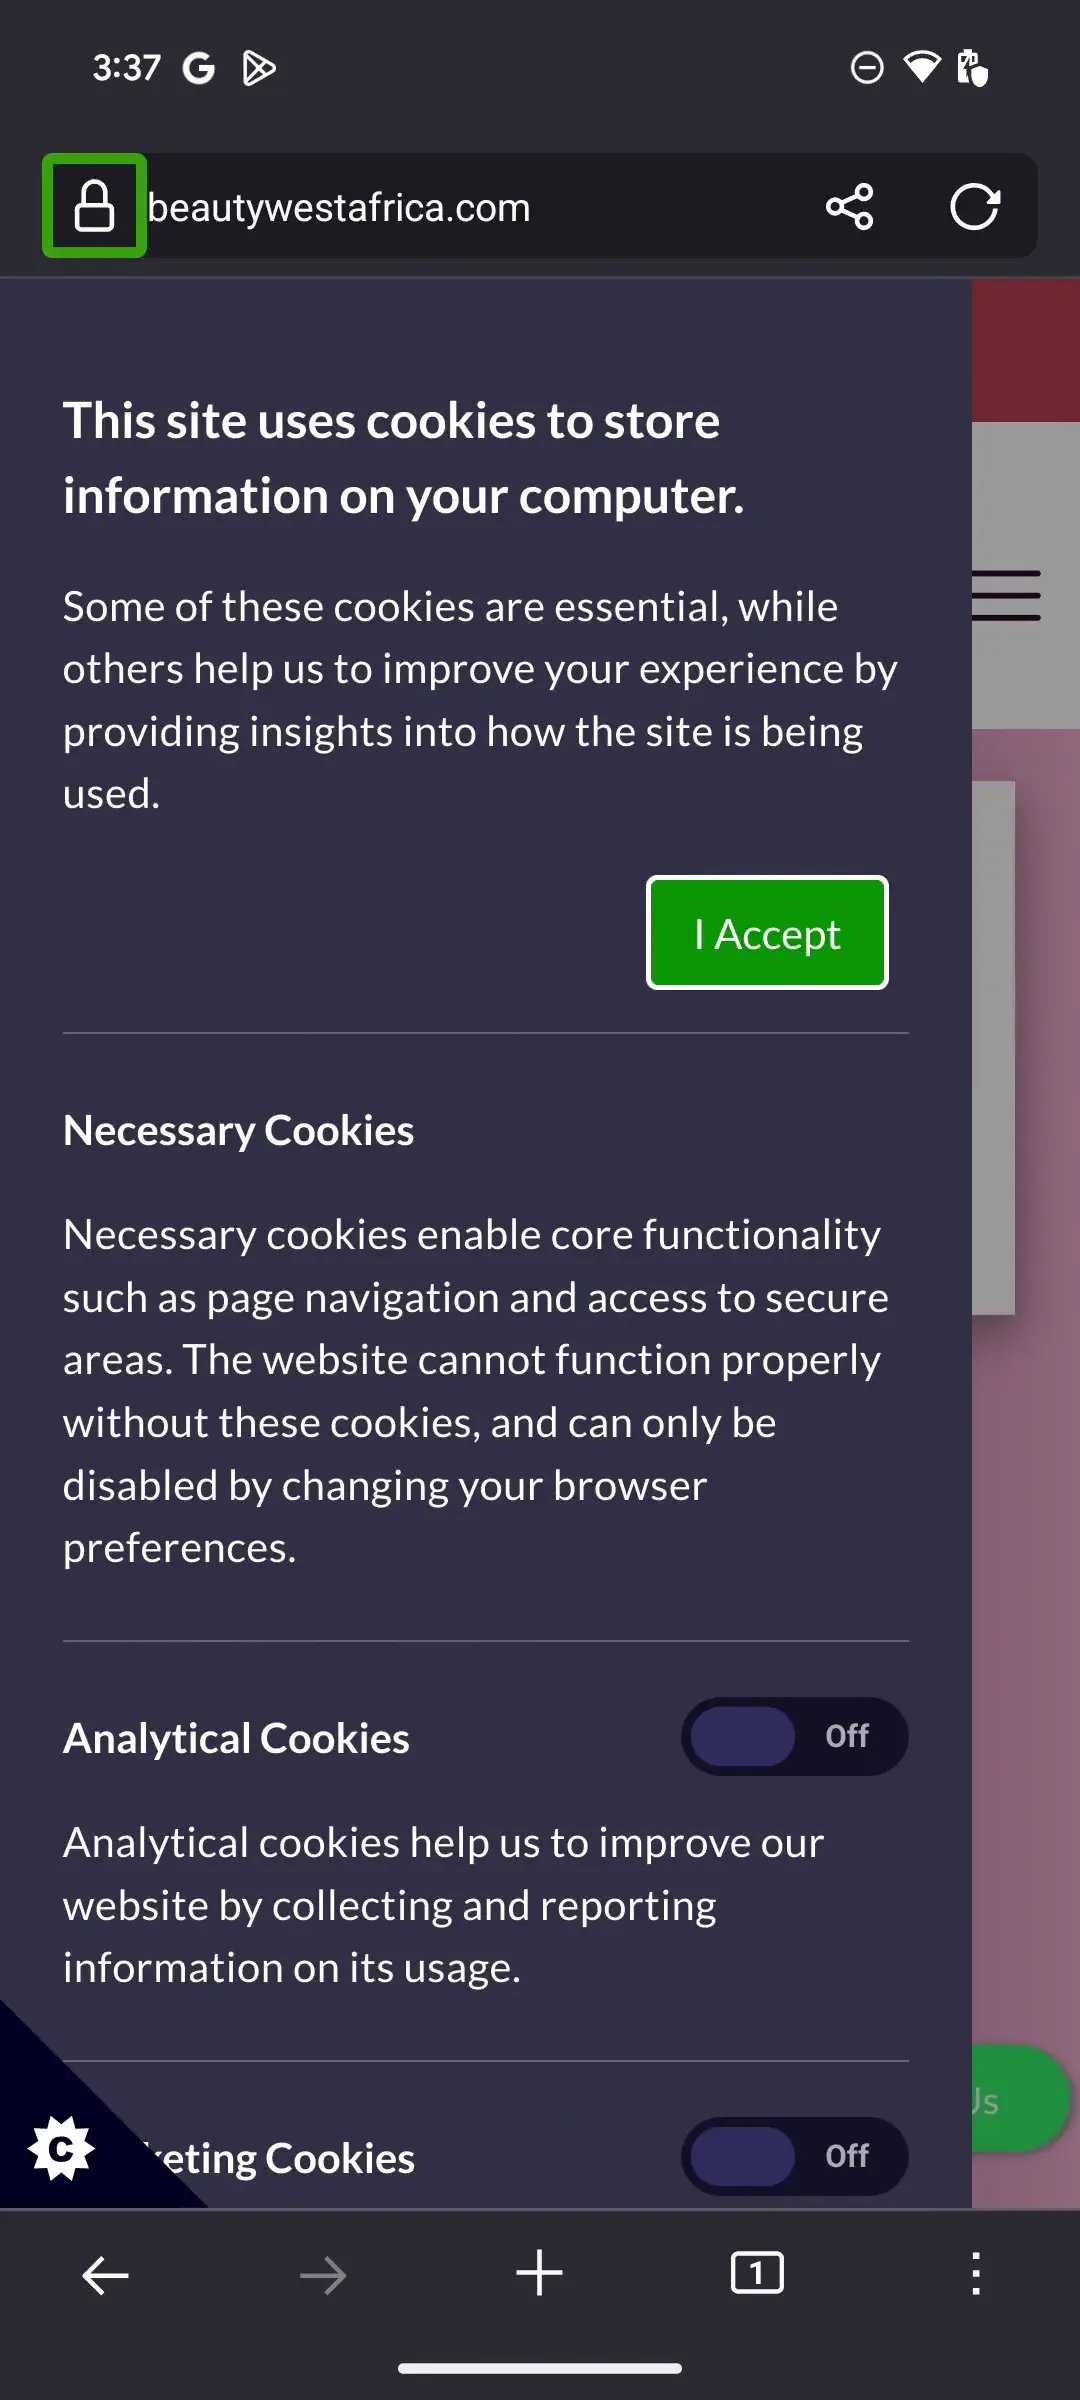 3:37
beautywestafrica.com
This site uses cookies to store
information on your computer.
Some of these cookies are essential, while
others help us to improve your experience by
providing insights into how the site is being
used.
I Accept
Necessary Cookies
Necessary cookies enable core functionality
such as page navigation and access to secure
areas. The website cannot function properly
without these cookies, and can only be
disabled by changing your browser
preferences.
Analytical Cookies
Off
Analytical cookies help us to improve our
website by collecting and reporting
information on its usage.
Us
keting Cookies
Off
C
1